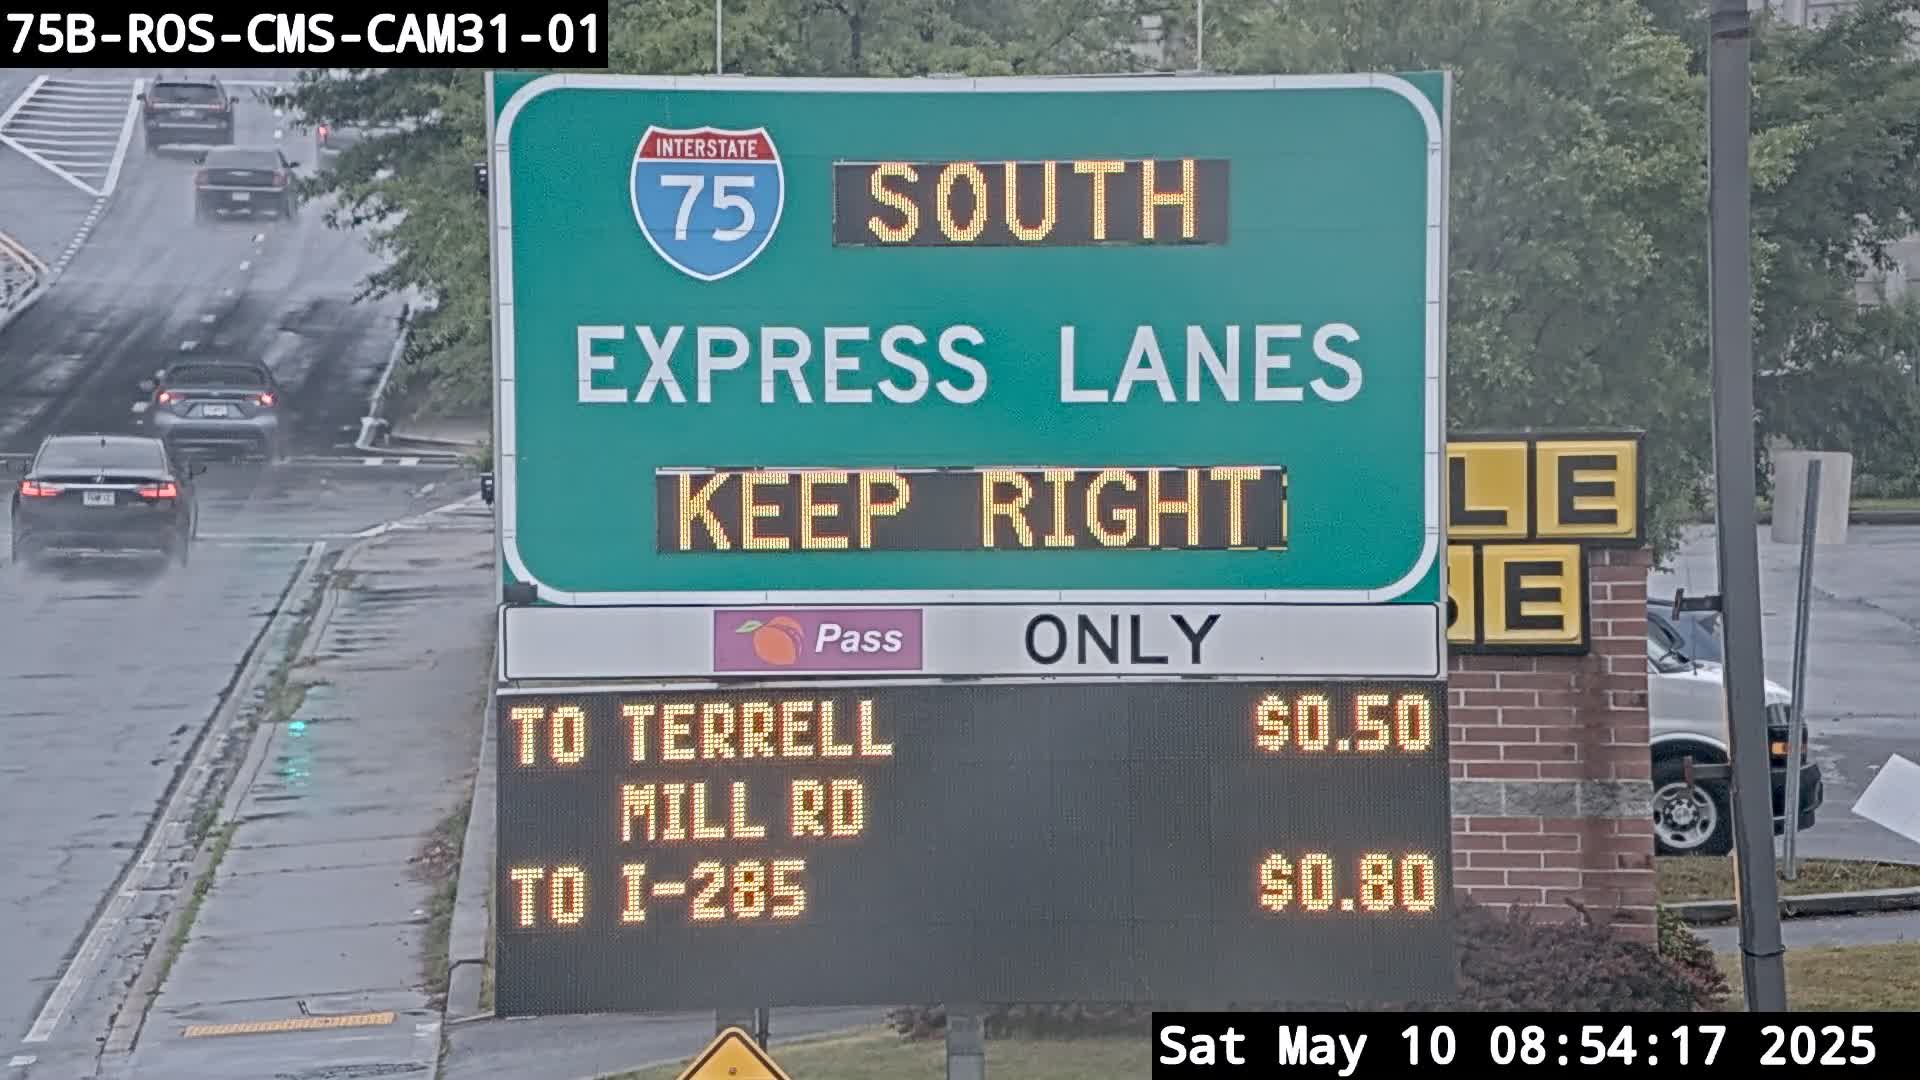 75B-ROS-CMS-CAM31-01
INTERSTATE
75
SOUTH
EXPRESS LANES
KEEP RIGHT
Pass ONLY
TO TERRELL $0.50
MILL RD
TO I-285 $0.80
LE
E
Sat May 10 08:54:17 2025